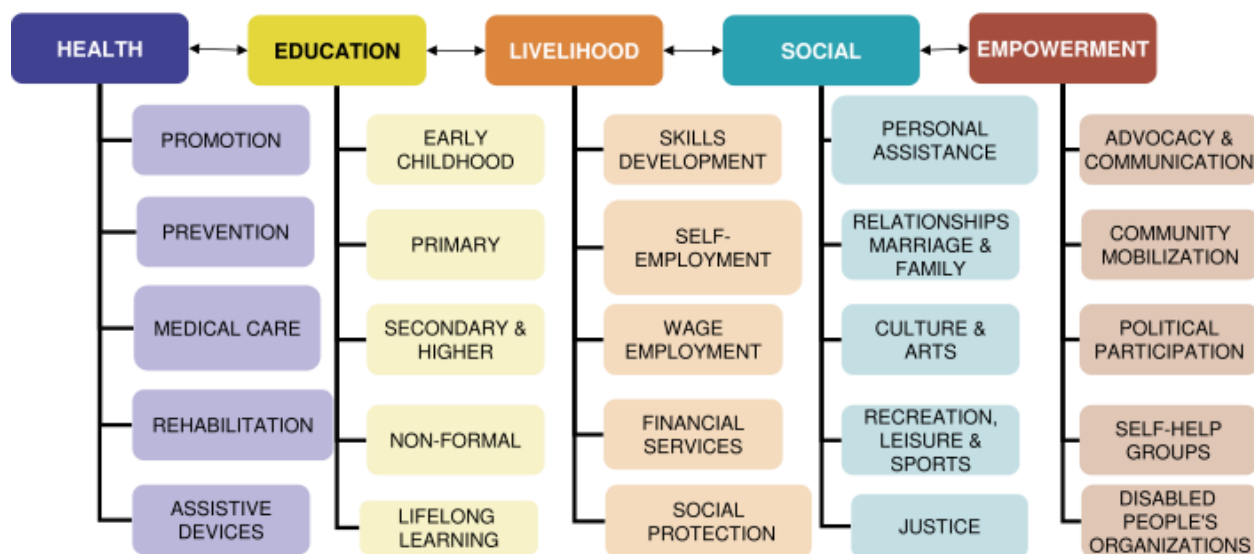 HEALTH
EDUCATION
LIVELIHOOD
SOCIAL
EMPOWERMENT
PROMOTION
PREVENTION
MEDICAL CARE
REHABILITATION
ASSISTIVE
DEVICES
EARLY
CHILDHOOD
PRIMARY
SECONDARY &
HIGHER
NON-FORMAL
LIFELONG
LEARNING
SKILLS
DEVELOPMENT
SELF-
EMPLOYMENT
WAGE
EMPLOYMENT
FINANCIAL
SERVICES
SOCIAL
PROTECTION
PERSONAL
ASSISTANCE
RELATIONSHIPS
MARRIAGE &
FAMILY
CULTURE &
ARTS
RECREATION,
LEISURE &
SPORTS
JUSTICE
ADVOCACY &
COMMUNICATION
COMMUNITY
MOBILIZATION
POLITICAL
PARTICIPATION
SELF-HELP
GROUPS
DISABLED
PEOPLE'S
ORGANIZATIONS